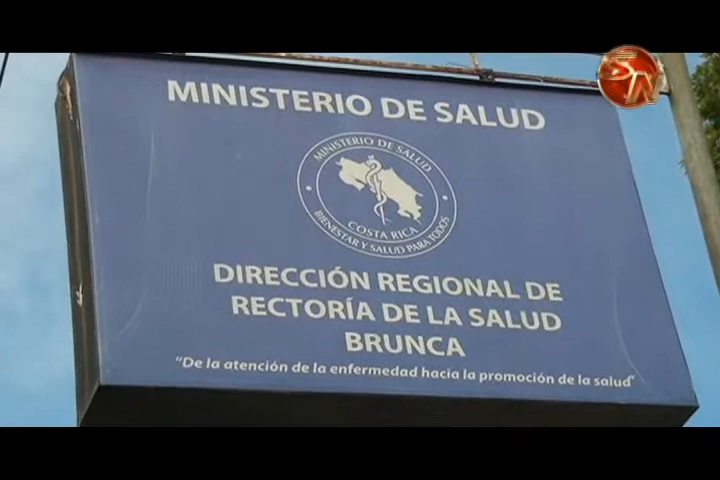 SN
MINISTERIO DE SALUD
MINISTERIO DE SALUD
COSTA RICA
BIENESTAR Y SALUD PARA TODOS
DIRECCIÓN REGIONAL DE
RECTORÍA DE LA SALUD
BRUNCA
"De la atención de la enfermedad hacia la promoción de la salud"